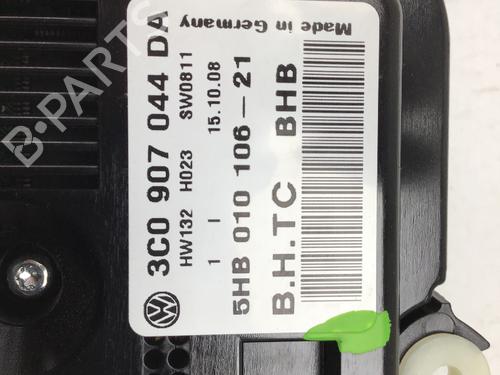 3C0 907 044 DA
HW132 H023 SW0811
1 I 15.10.08
5HB 010 106-21
B.H.TC BHB
Made in Germany
B-PARTS